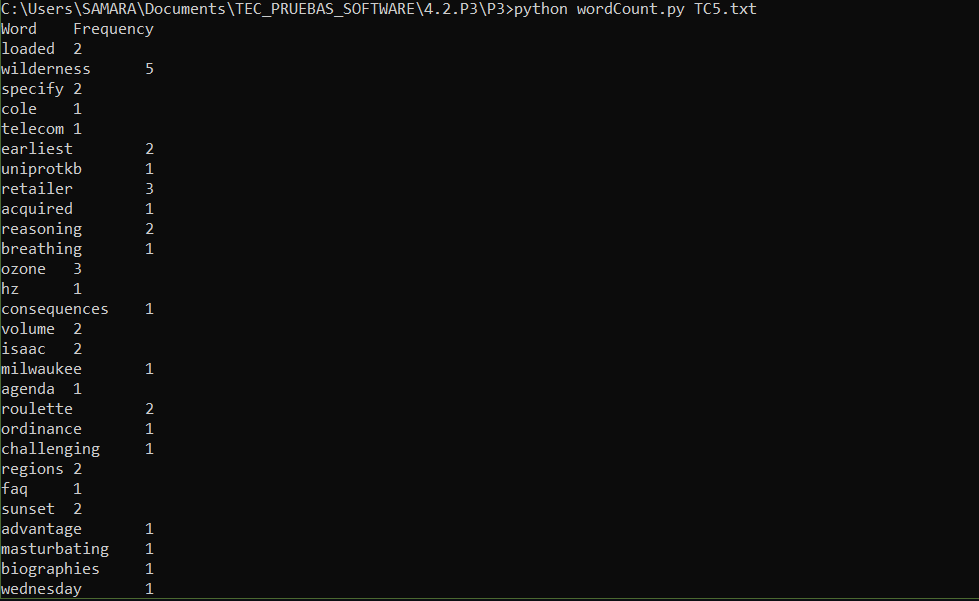 C:\Users\SAMARA\Documents\TEC_PRUEBAS_SOFTWARE\4.2.P3\P3>python wordCount.py TC5.txt
Word	Frequency
loaded	2
wilderness	5
specify	2
cole	1
telecom	1
earliest	2
uniprotkb	1
retailer	3
acquired	1
reasoning	2
breathing	1
ozone	3
hz	1
consequences	1
volume	2
isaac	2
milwaukee	1
agenda	1
roulette	2
ordinance	1
challenging	1
regions	2
faq	1
sunset	2
advantage	1
masturbating	1
biographies	1
wednesday	1